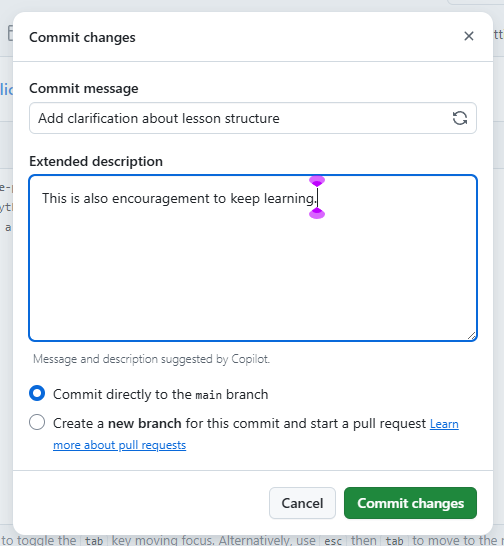 Commit changes
Commit message
Add clarification about lesson structure
Extended description
This is also encouragement to keep learning.
Message and description suggested by Copilot.
Commit directly to the main branch
Create a new branch for this commit and start a pull request Learn
more about pull requests
Cancel
Commit changes
to toggle the tab key moving focus. Alternatively, use esc then tab to move to the